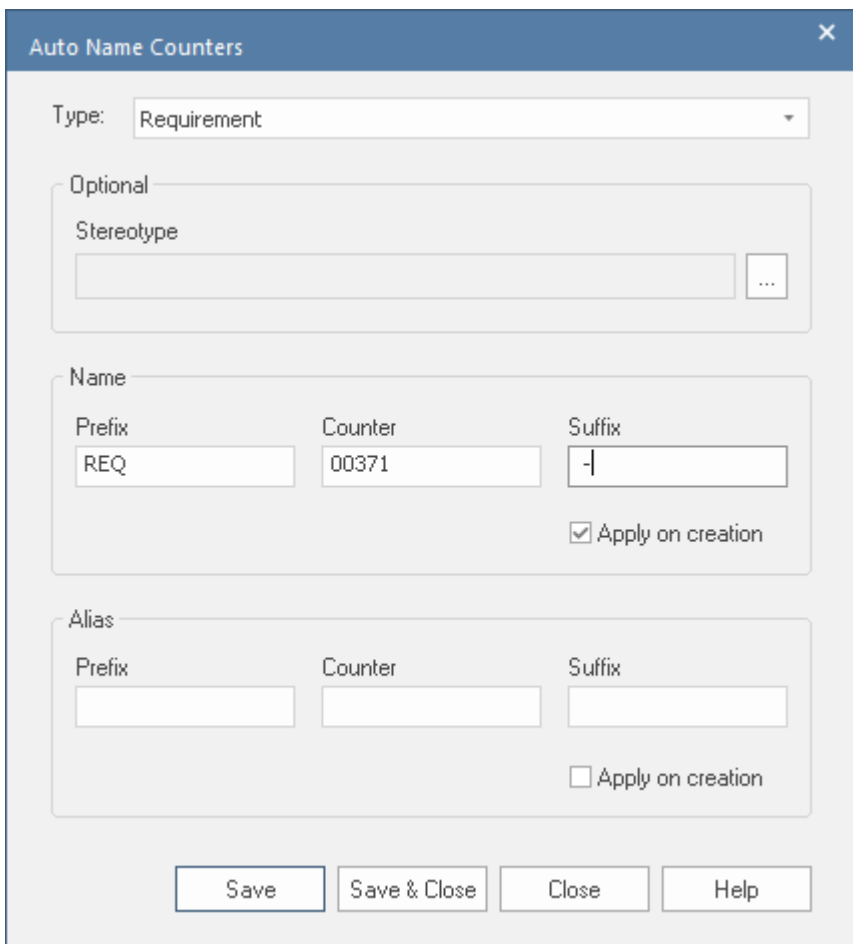 Auto Name Counters
Type: Requirement
Optional
Stereotype
...
Name
Prefix Counter Suffix
REQ 00371 -
Apply on creation
Alias
Prefix Counter Suffix
Apply on creation
Save Save & Close Close Help